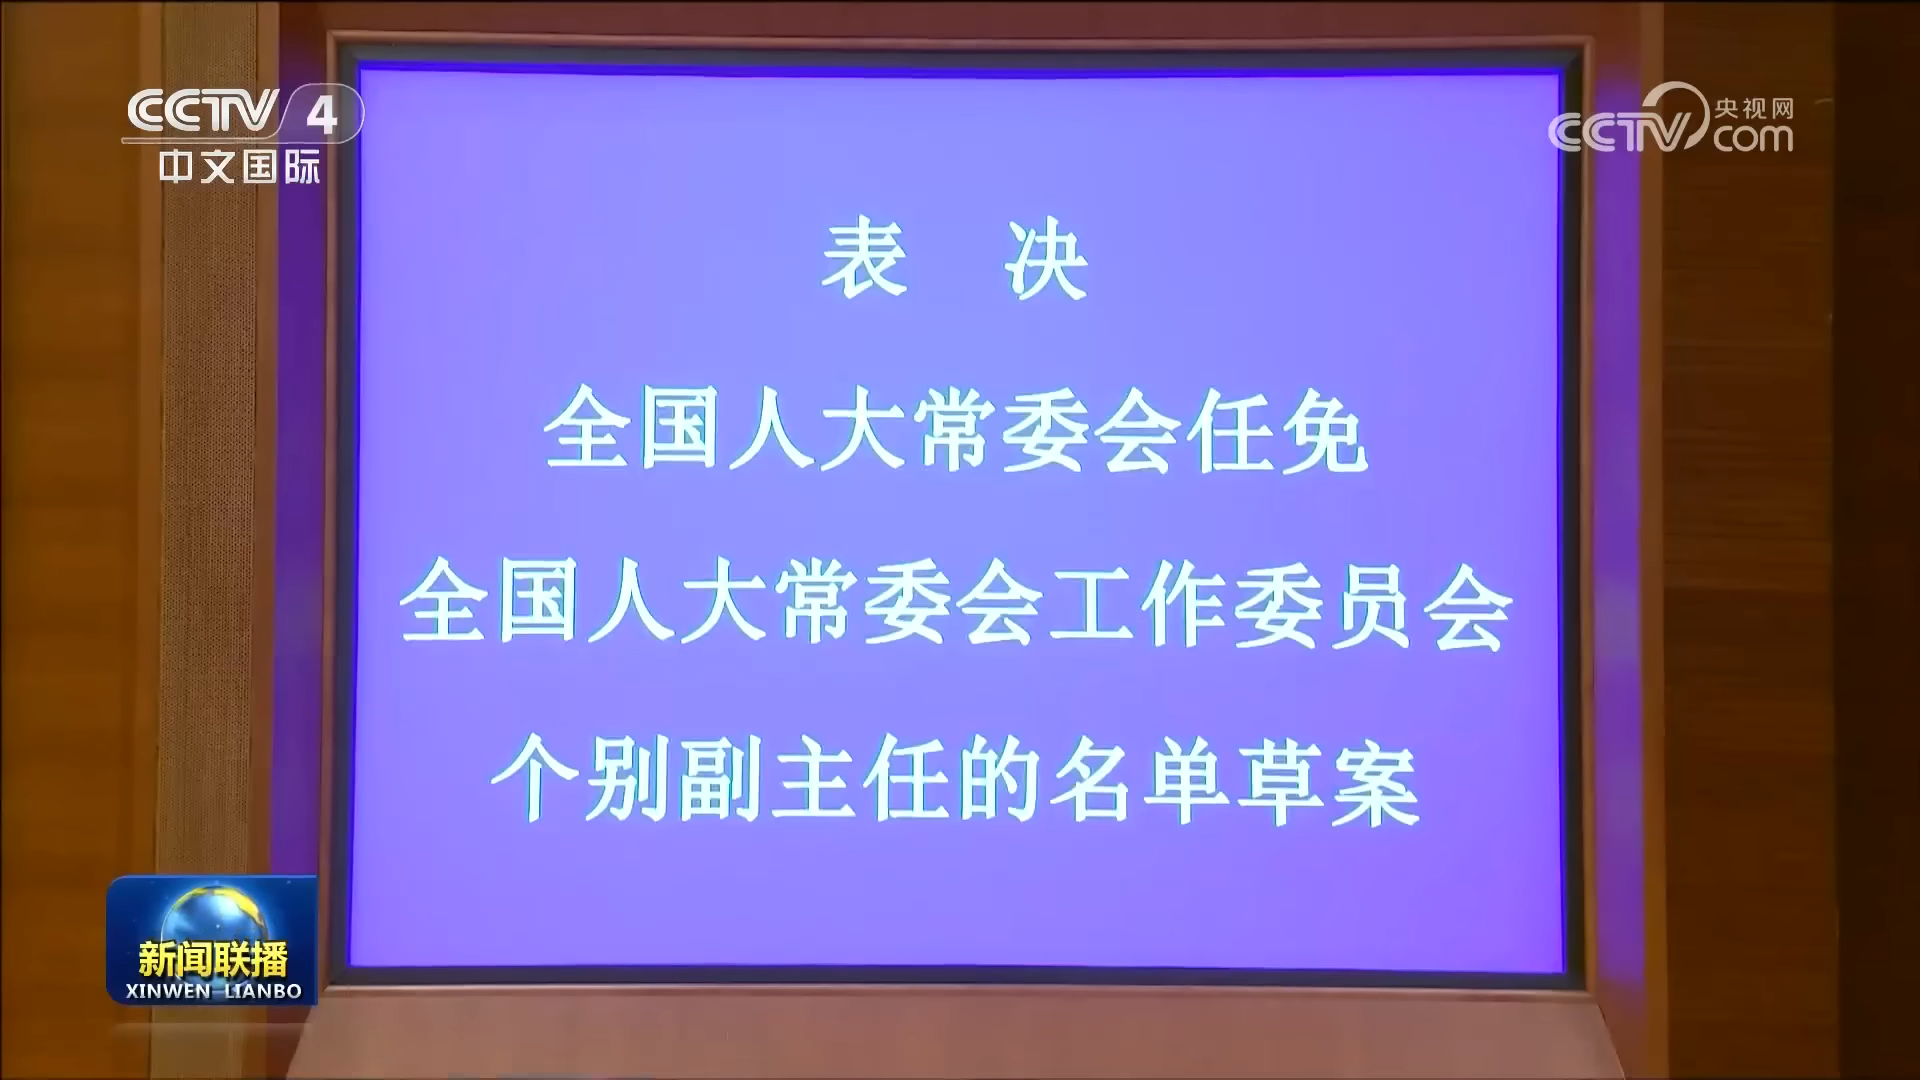 CCTV 4
中文国际
央视网
CCTV.com
表 决
全国人大常委会任免
全国人大常委会工作委员会
个别副主任的名单草案
新闻联播
XINWEN LIANBO